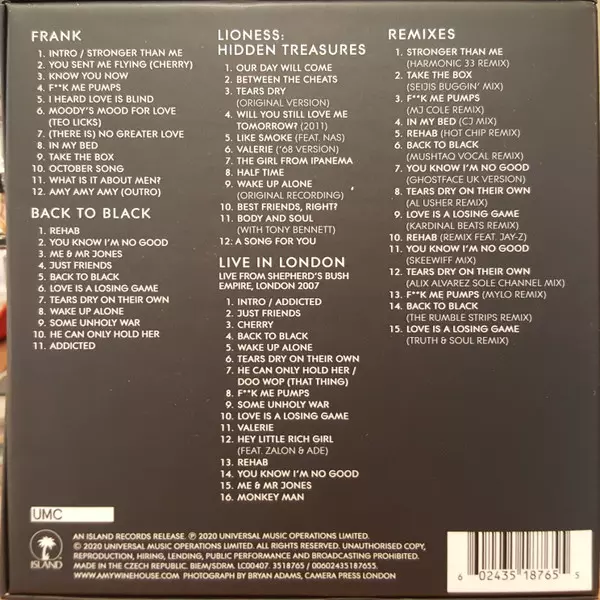 FRANK
1. INTRO / STRONGER THAN ME
2. YOU SENT ME FLYING (CHERRY)
3. KNOW YOU NOW
4. F**K ME PUMPS
5. I HEARD LOVE IS BLIND
6. MOODY'S MOOD FOR LOVE
(TEO LICKS)
7. (THERE IS) NO GREATER LOVE
8. IN MY BED
9. TAKE THE BOX
10. OCTOBER SONG
11. WHAT IS IT ABOUT MEN?
12. AMY AMY AMY (OUTRO)
BACK TO BLACK
1. REHAB
2. YOU KNOW I'M NO GOOD
3. ME & MR JONES
4. JUST FRIENDS
5. BACK TO BLACK
6. LOVE IS A LOSING GAME
7. TEARS DRY ON THEIR OWN
8. WAKE UP ALONE
9. SOME UNHOLY WAR
10. HE CAN ONLY HOLD HER
11. ADDICTED
LIONESS:
HIDDEN TREASURES
1. OUR DAY WILL COME
2. BETWEEN THE CHEATS
3. TEARS DRY
(ORIGINAL VERSION)
4. WILL YOU STILL LOVE ME
TOMORROW? (2011)
5. LIKE SMOKE (FEAT. NAS)
6. VALERIE ('68 VERSION)
7. THE GIRL FROM IPANEMA
8. HALF TIME
9. WAKE UP ALONE
(ORIGINAL RECORDING)
10. BEST FRIENDS, RIGHT?
11. BODY AND SOUL
(WITH TONY BENNETT)
12. A SONG FOR YOU
LIVE IN LONDON
LIVE FROM SHEPHERD'S BUSH
EMPIRE, LONDON 2007
1. INTRO / ADDICTED
2. JUST FRIENDS
3. CHERRY
4. BACK TO BLACK
5. WAKE UP ALONE
6. TEARS DRY ON THEIR OWN
7. HE CAN ONLY HOLD HER /
DOO WOP (THAT THING)
8. F**K ME PUMPS
9. SOME UNHOLY WAR
10. LOVE IS A LOSING GAME
11. VALERIE
12. HEY LITTLE RICH GIRL
(FEAT. ZALON & ADE)
13. REHAB
14. YOU KNOW I'M NO GOOD
15. ME & MR JONES
16. MONKEY MAN
REMIXES
1. STRONGER THAN ME
(HARMONIC 33 REMIX)
2. TAKE THE BOX
(SEIJIS BUGGIN' MIX)
3. F**K ME PUMPS
(MJ COLE REMIX)
4. IN MY BED (CJ MIX)
5. REHAB (HOT CHIP REMIX)
6. BACK TO BLACK
(MUSHTAQ VOCAL REMIX)
7. YOU KNOW I'M NO GOOD
(GHOSTFACE UK VERSION)
8. TEARS DRY ON THEIR OWN
(AL USHER REMIX)
9. LOVE IS A LOSING GAME
(KARDINAL BEATS REMIX)
10. REHAB (REMIX FEAT. JAY-Z)
11. YOU KNOW I'M NO GOOD
(SKEEWIFF MIX)
12. TEARS DRY ON THEIR OWN
(ALIX ALVAREZ SOLE CHANNEL MIX)
13. F**K ME PUMPS (MYLO REMIX)
14. BACK TO BLACK
(THE RUMBLE STRIPS REMIX)
15. LOVE IS A LOSING GAME
(TRUTH & SOUL REMIX)
UMC
ISLAND
AN ISLAND RECORDS RELEASE. ℗ 2020 UNIVERSAL MUSIC OPERATIONS LIMITED.
© 2020 UNIVERSAL MUSIC OPERATIONS LIMITED. ALL RIGHTS RESERVED. UNAUTHORISED COPY,
REPRODUCTION, HIRING, LENDING, PUBLIC PERFORMANCE AND BROADCASTING PROHIBITED.
MADE IN THE CZECH REPUBLIC. BIEM/SDRM. LC00407. 3518765 / 00602435187655.
WWW.AMYWINEHOUSE.COM PHOTOGRAPH BY BRYAN ADAMS, CAMERA PRESS LONDON
6 02435 18765 5